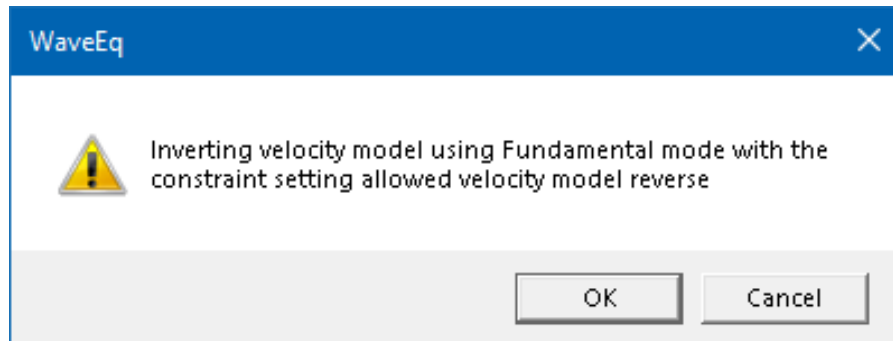 WaveEq
Inverting velocity model using Fundamental mode with the
constraint setting allowed velocity model reverse
OK
Cancel